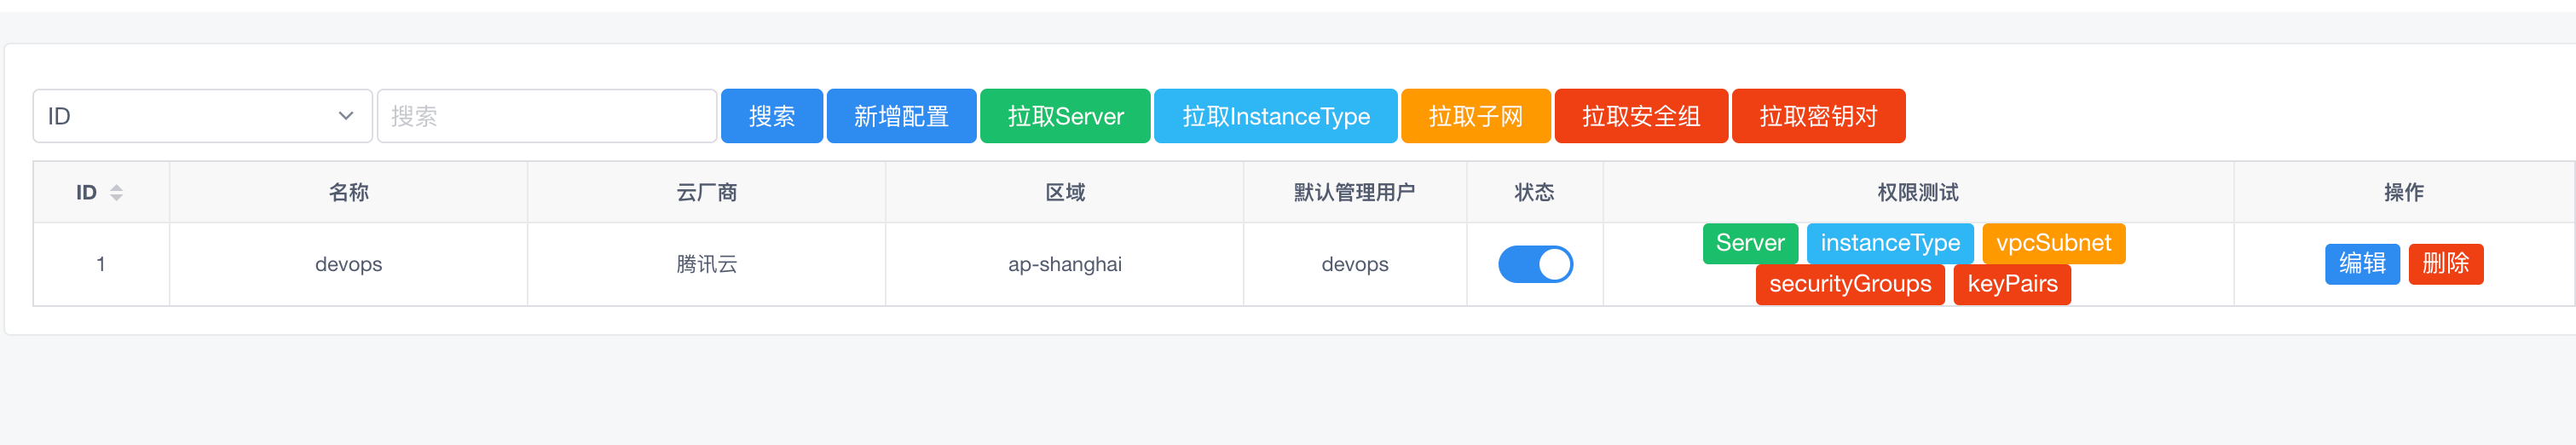 ID 搜索 搜索 新增配置 拉取Server 拉取InstanceType 拉取子网 拉取安全组 拉取密钥对
ID 名称 云厂商 区域 默认管理用户 状态 权限测试 操作
1 devops 腾讯云 ap-shanghai devops Server instanceType vpcSubnet 编辑 删除
securityGroups keyPairs